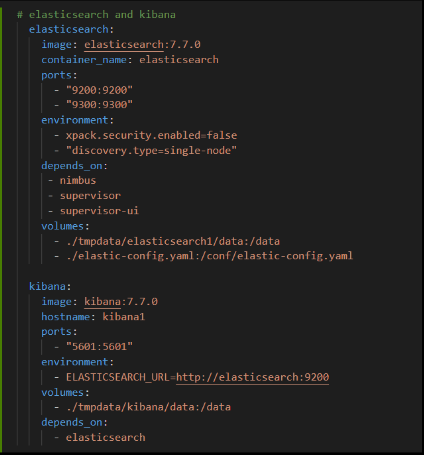 # elasticsearch and kibana
elasticsearch:
image: elasticsearch:7.7.0
container_name: elasticsearch
ports:
- "9200:9200"
- "9300:9300"
environment:
- xpack.security.enabled=false
- "discovery.type=single-node"
depends_on:
- nimbus
- supervisor
- supervisor-ui
volumes:
- ./tmpdata/elasticsearch1/data:/data
- ./elastic-config.yaml:/conf/elastic-config.yaml
kibana:
image: kibana:7.7.0
hostname: kibana1
ports:
- "5601:5601"
environment:
- ELASTICSEARCH_URL=http://elasticsearch:9200
volumes:
- ./tmpdata/kibana/data:/data
depends_on:
- elasticsearch